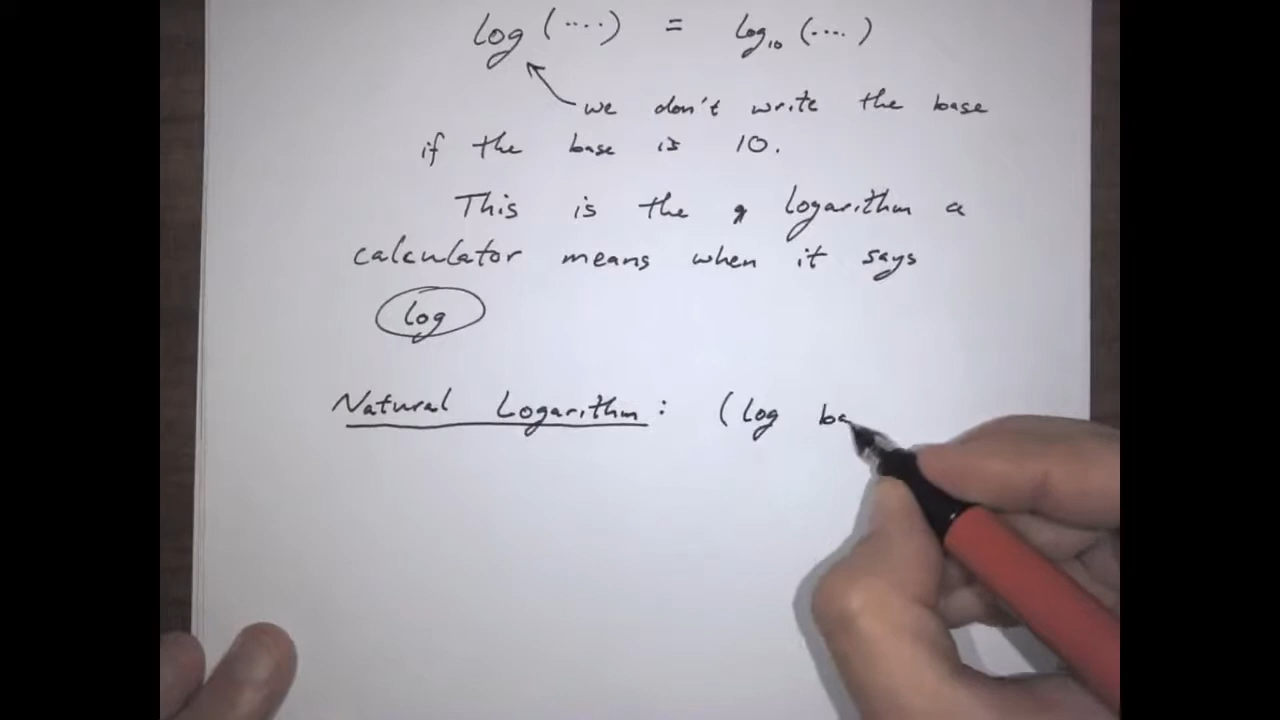 log (....) = log₁₀ (....)
we don't write the base
if the base is 10.
This is the logarithm a
calculator means when it says
log
Natural Logarithm: (log ba